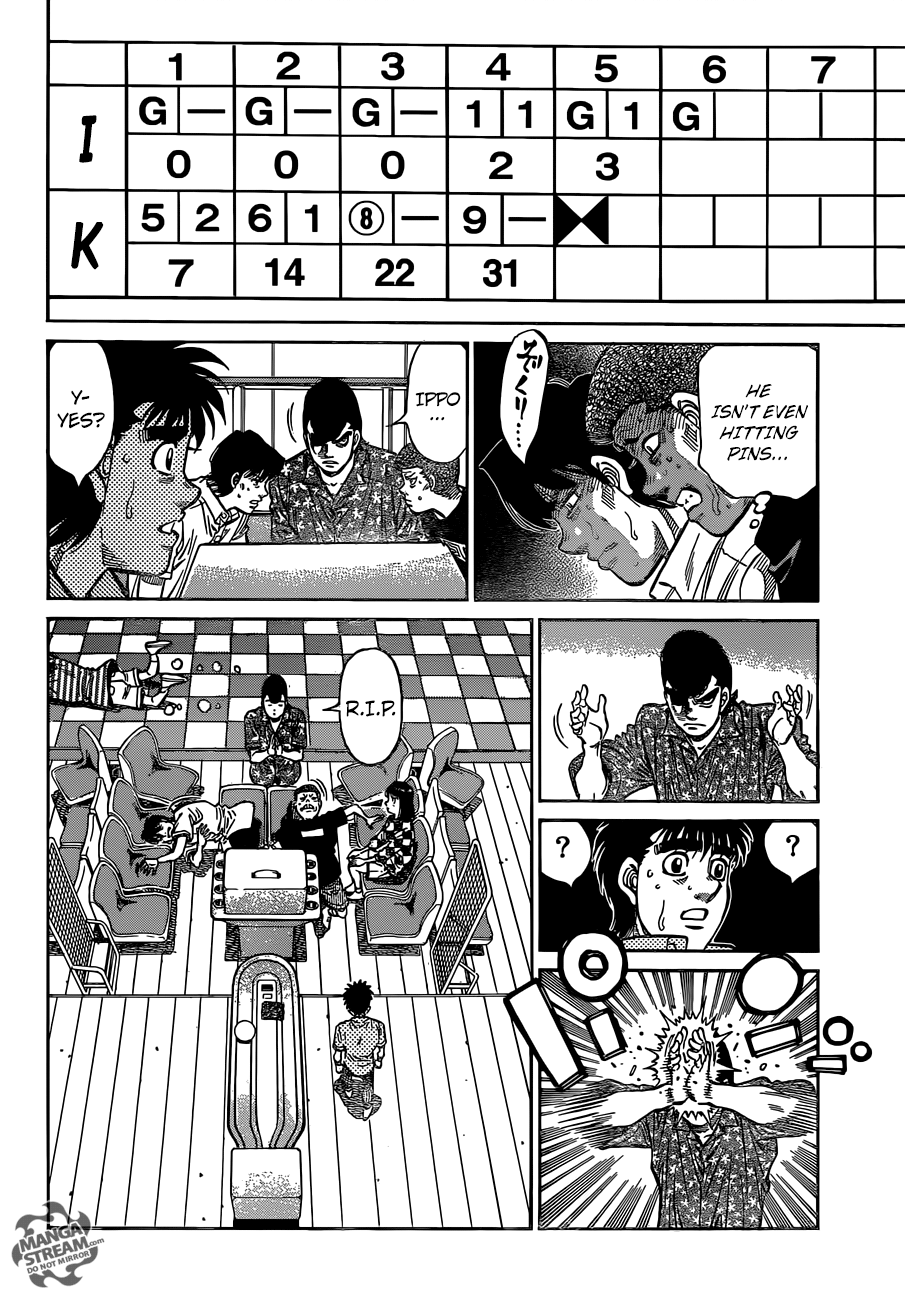 1 2 3 4 5 6 7
I G — G — G — 1 1 G 1 G
0 0 0 2 3
K 5 2 6 1 ⑧ — 9 —
7 14 22 31
HE
ISN'T EVEN
HITTING
PINS...
ぞくり……
IPPO
...
Y-
YES?
?
?
パン
R.I.P.
MANGA
STREAM.com
DO NOT MIRROR